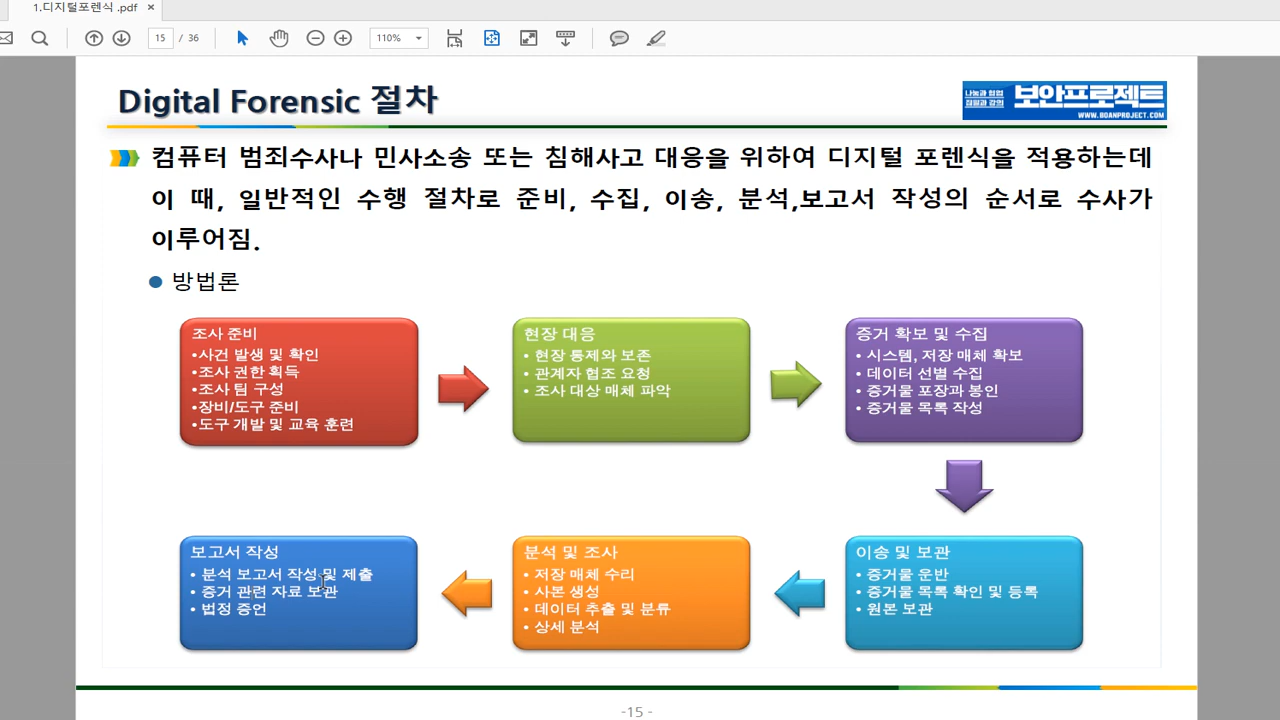 1.디지털포렌식 .pdf ×
15 / 36 110%
Digital Forensic 절차
나눔과 협업
집필과 강의
보안프로젝트
WWW.BOANPROJECT.COM
컴퓨터 범죄수사나 민사소송 또는 침해사고 대응을 위하여 디지털 포렌식을 적용하는데
이 때, 일반적인 수행 절차로 준비, 수집, 이송, 분석,보고서 작성의 순서로 수사가
이루어짐.
방법론
조사 준비
•사건 발생 및 확인
•조사 권한 획득
•조사 팀 구성
•장비/도구 준비
•도구 개발 및 교육 훈련
현장 대응
• 현장 통제와 보존
• 관계자 협조 요청
• 조사 대상 매체 파악
증거 확보 및 수집
• 시스템, 저장 매체 확보
• 데이터 선별 수집
• 증거물 포장과 봉인
• 증거물 목록 작성
이송 및 보관
• 증거물 운반
• 증거물 목록 확인 및 등록
• 원본 보관
분석 및 조사
• 저장 매체 수리
• 사본 생성
• 데이터 추출 및 분류
• 상세 분석
보고서 작성
• 분석 보고서 작성 및 제출
• 증거 관련 자료 보관
• 법정 증언
-15 -